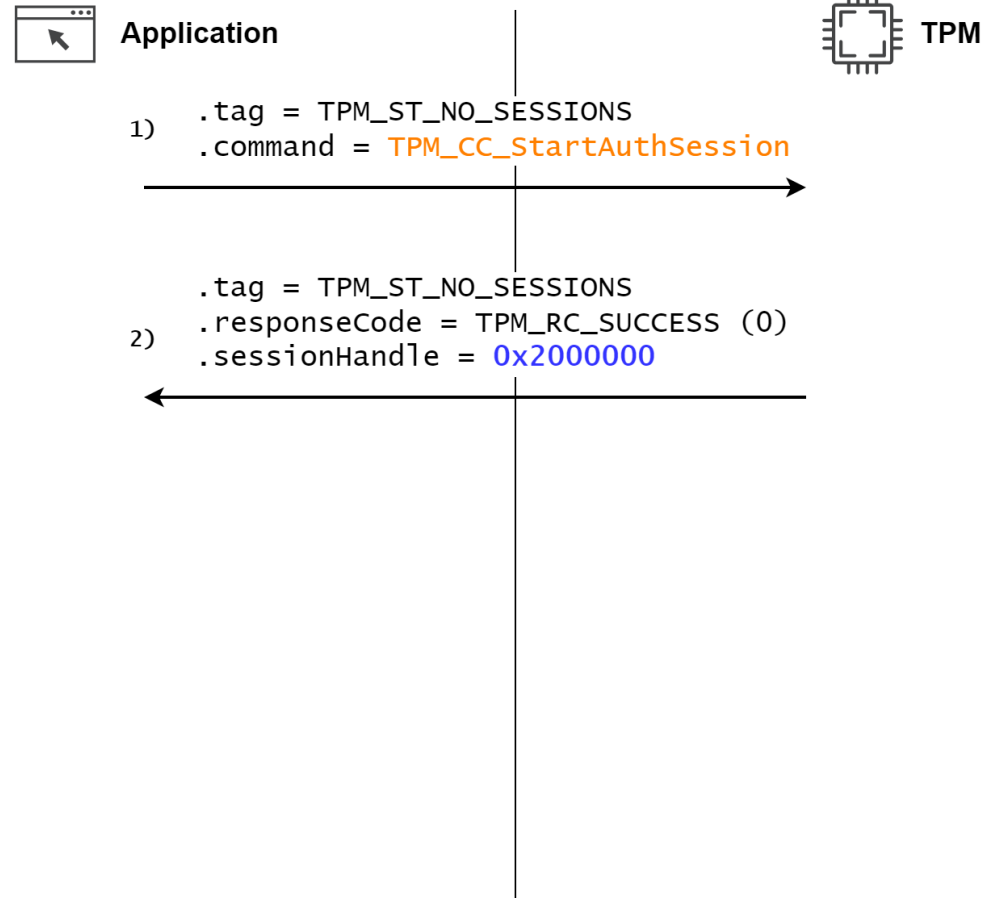 Application
TPM
1)
.tag = TPM_ST_NO_SESSIONS
.command = TPM_CC_StartAuthSession
2)
.tag = TPM_ST_NO_SESSIONS
.responseCode = TPM_RC_SUCCESS (0)
.sessionHandle = 0x2000000